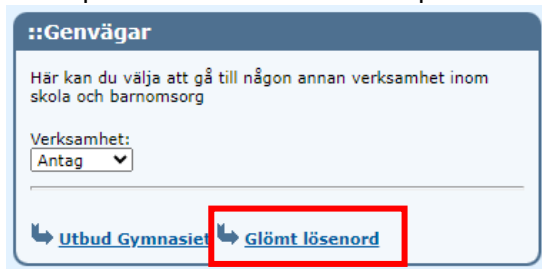 ::Genvägar
Här kan du välja att gå till någon annan verksamhet inom
skola och barnomsorg
Verksamhet:
Antag
Utbud Gymnasiet Glömt lösenord